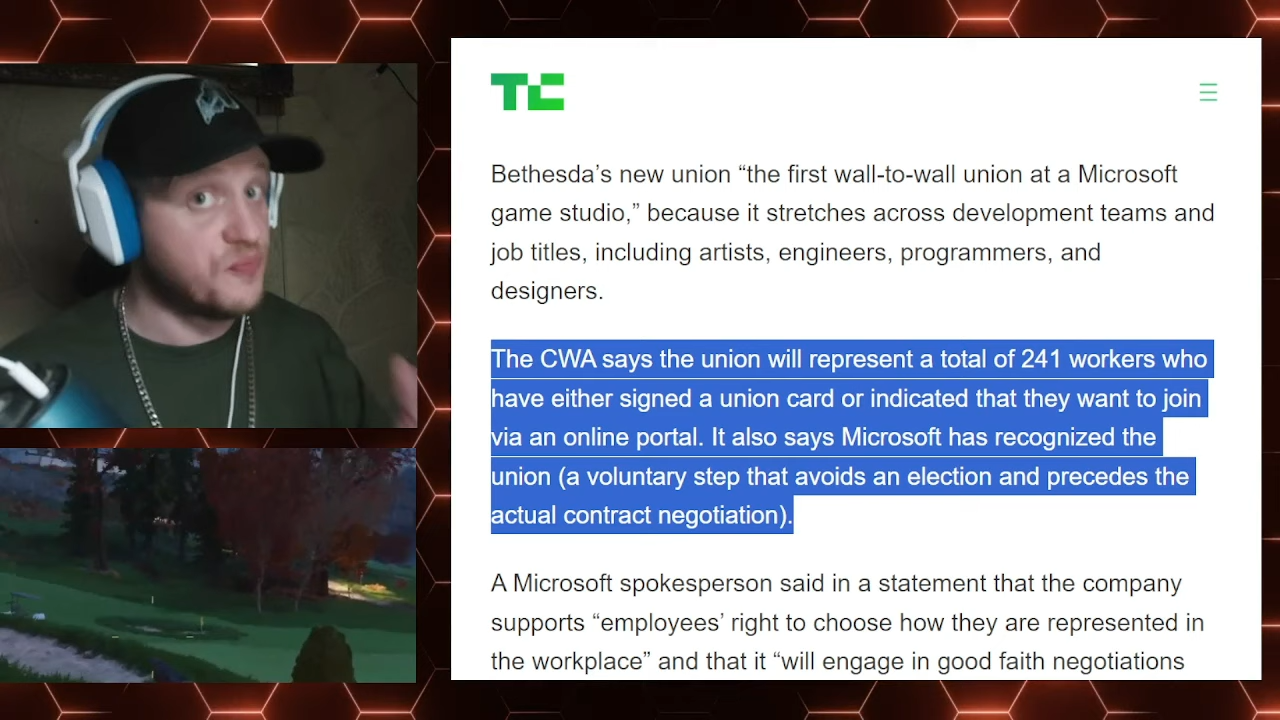 TC
Bethesda’s new union “the first wall-to-wall union at a Microsoft
game studio,” because it stretches across development teams and
job titles, including artists, engineers, programmers, and
designers.
The CWA says the union will represent a total of 241 workers who
have either signed a union card or indicated that they want to join
via an online portal. It also says Microsoft has recognized the
union (a voluntary step that avoids an election and precedes the
actual contract negotiation).
A Microsoft spokesperson said in a statement that the company
supports “employees’ right to choose how they are represented in
the workplace” and that it “will engage in good faith negotiations